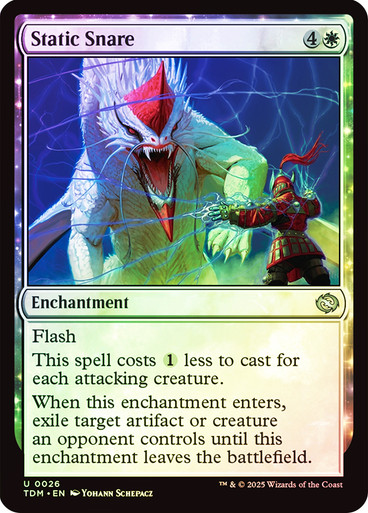 Static Snare 4
Enchantment
Flash
This spell costs 1 less to cast for
each attacking creature.
When this enchantment enters,
exile target artifact or creature
an opponent controls until this
enchantment leaves the battlefield.
U 0026
TDM • EN Yohann Schepacz
™ & © 2025 Wizards of the Coast